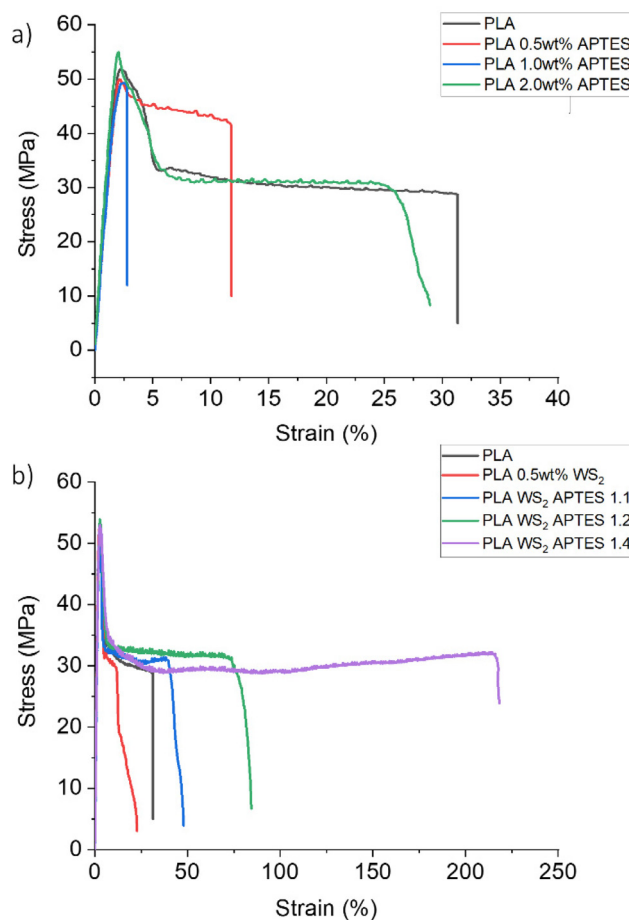 a)
PLA
PLA 0.5wt% APTES
PLA 1.0wt% APTES
PLA 2.0wt% APTES
60
50
40
30
20
10
0
Stress (MPa)
0 5 10 15 20 25 30 35 40
Strain (%)
b)
PLA
PLA 0.5wt% WS₂
PLA WS₂ APTES 1.1
PLA WS₂ APTES 1.2
PLA WS₂ APTES 1.4
60
50
40
30
20
10
0
Stress (MPa)
0 50 100 150 200 250
Strain (%)